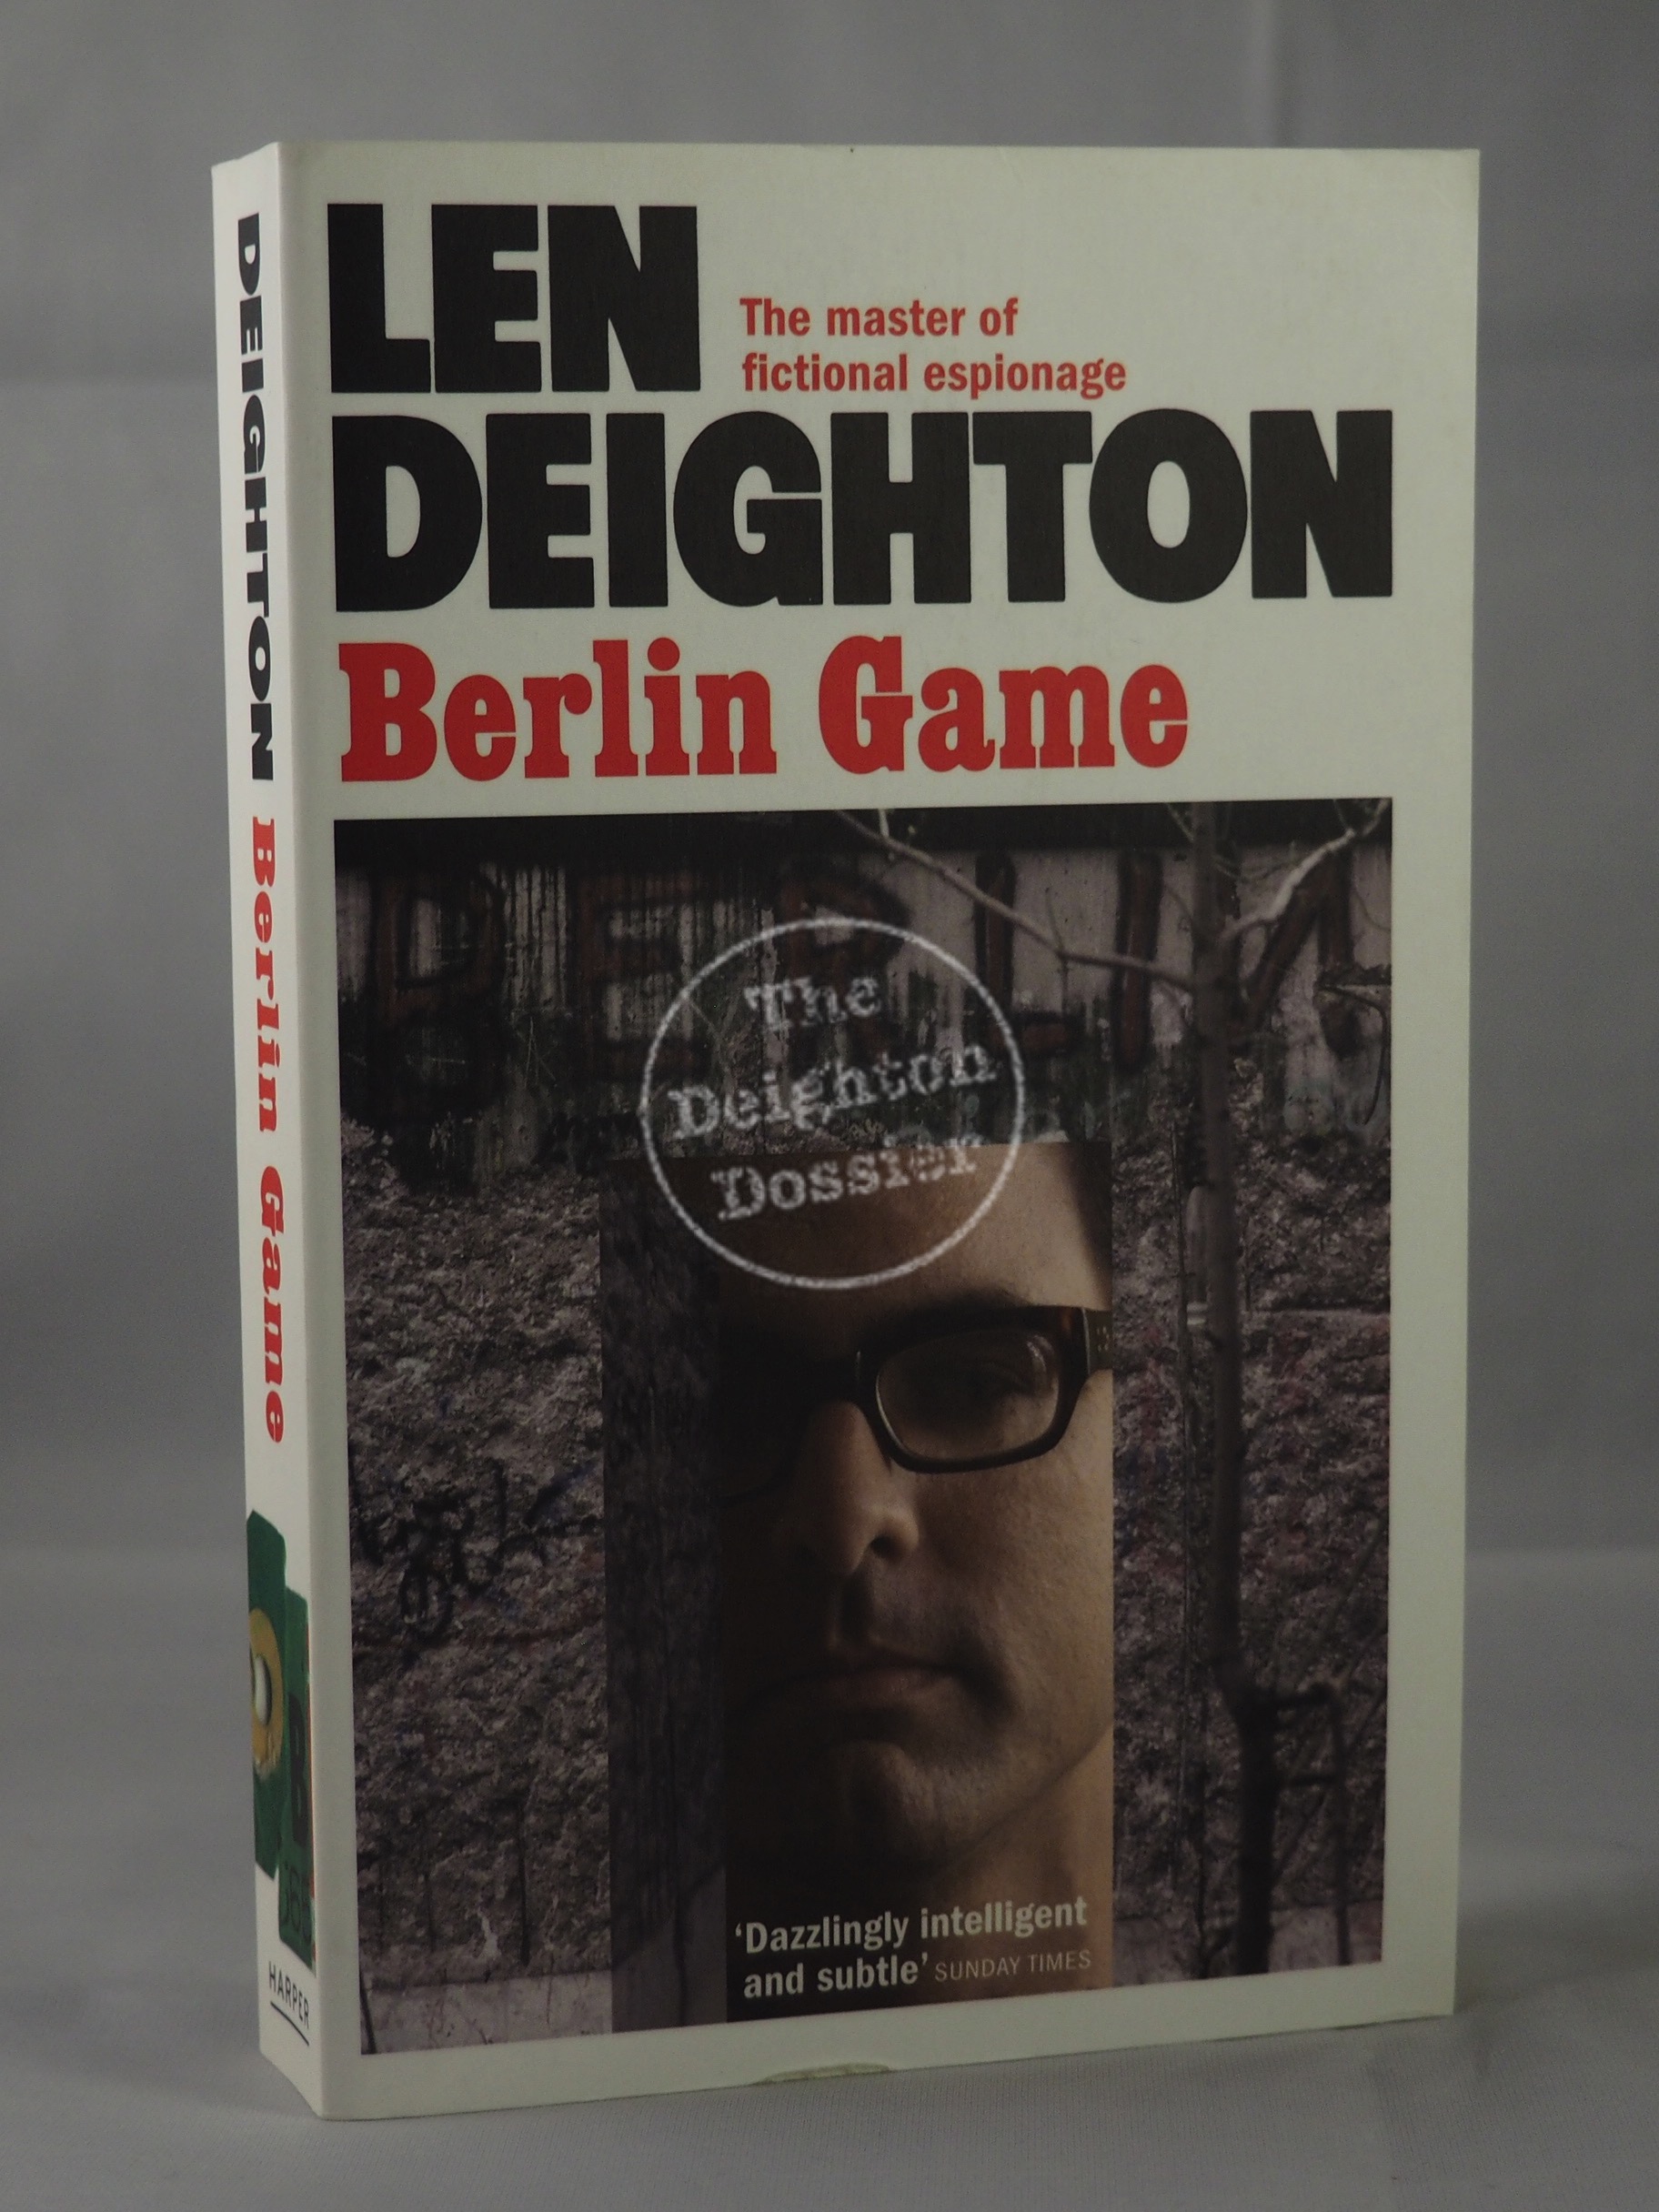 LEN
The master of
fictional espionage
DEIGHTON
Berlin Game
BERLIN
The
Deighton
Dossier
'Dazzlingly intelligent
and subtle' SUNDAY TIMES
DEIGHTON Berlin Game
HARPER